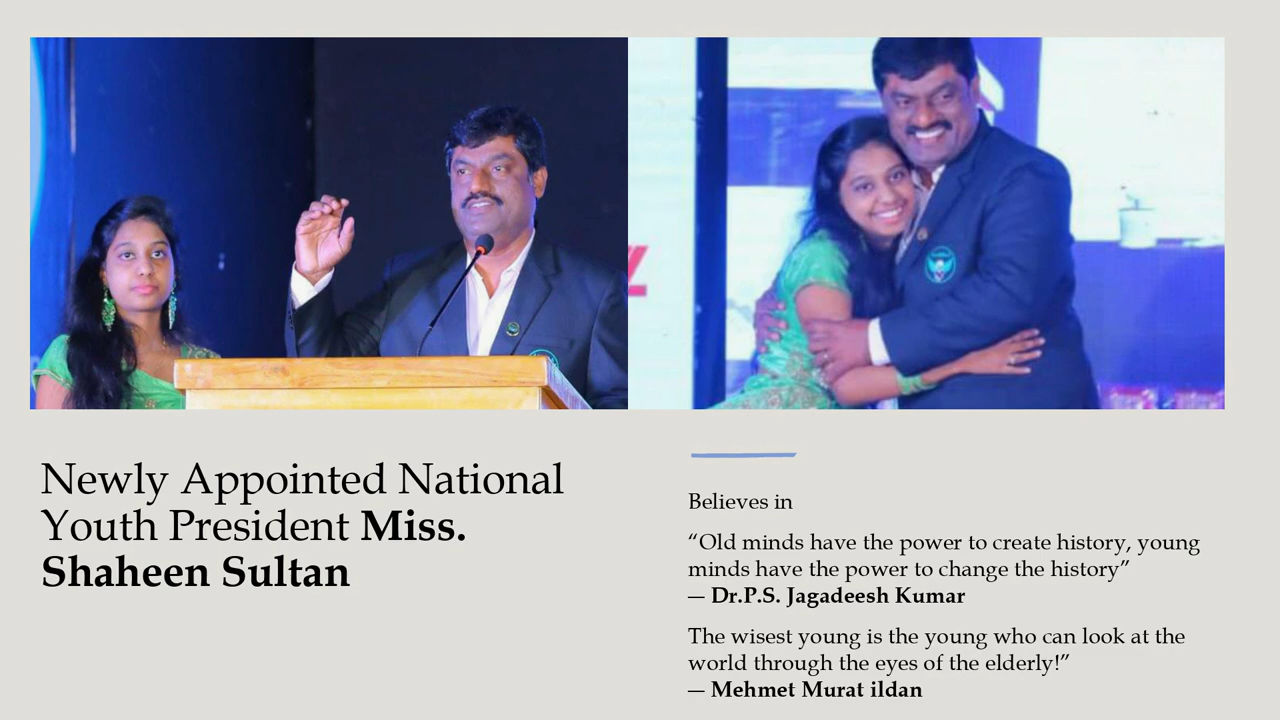 Newly Appointed National
Youth President Miss.
Shaheen Sultan
Believes in
“Old minds have the power to create history, young
minds have the power to change the history”
— Dr.P.S. Jagadeesh Kumar
The wisest young is the young who can look at the
world through the eyes of the elderly!”
— Mehmet Murat ildan